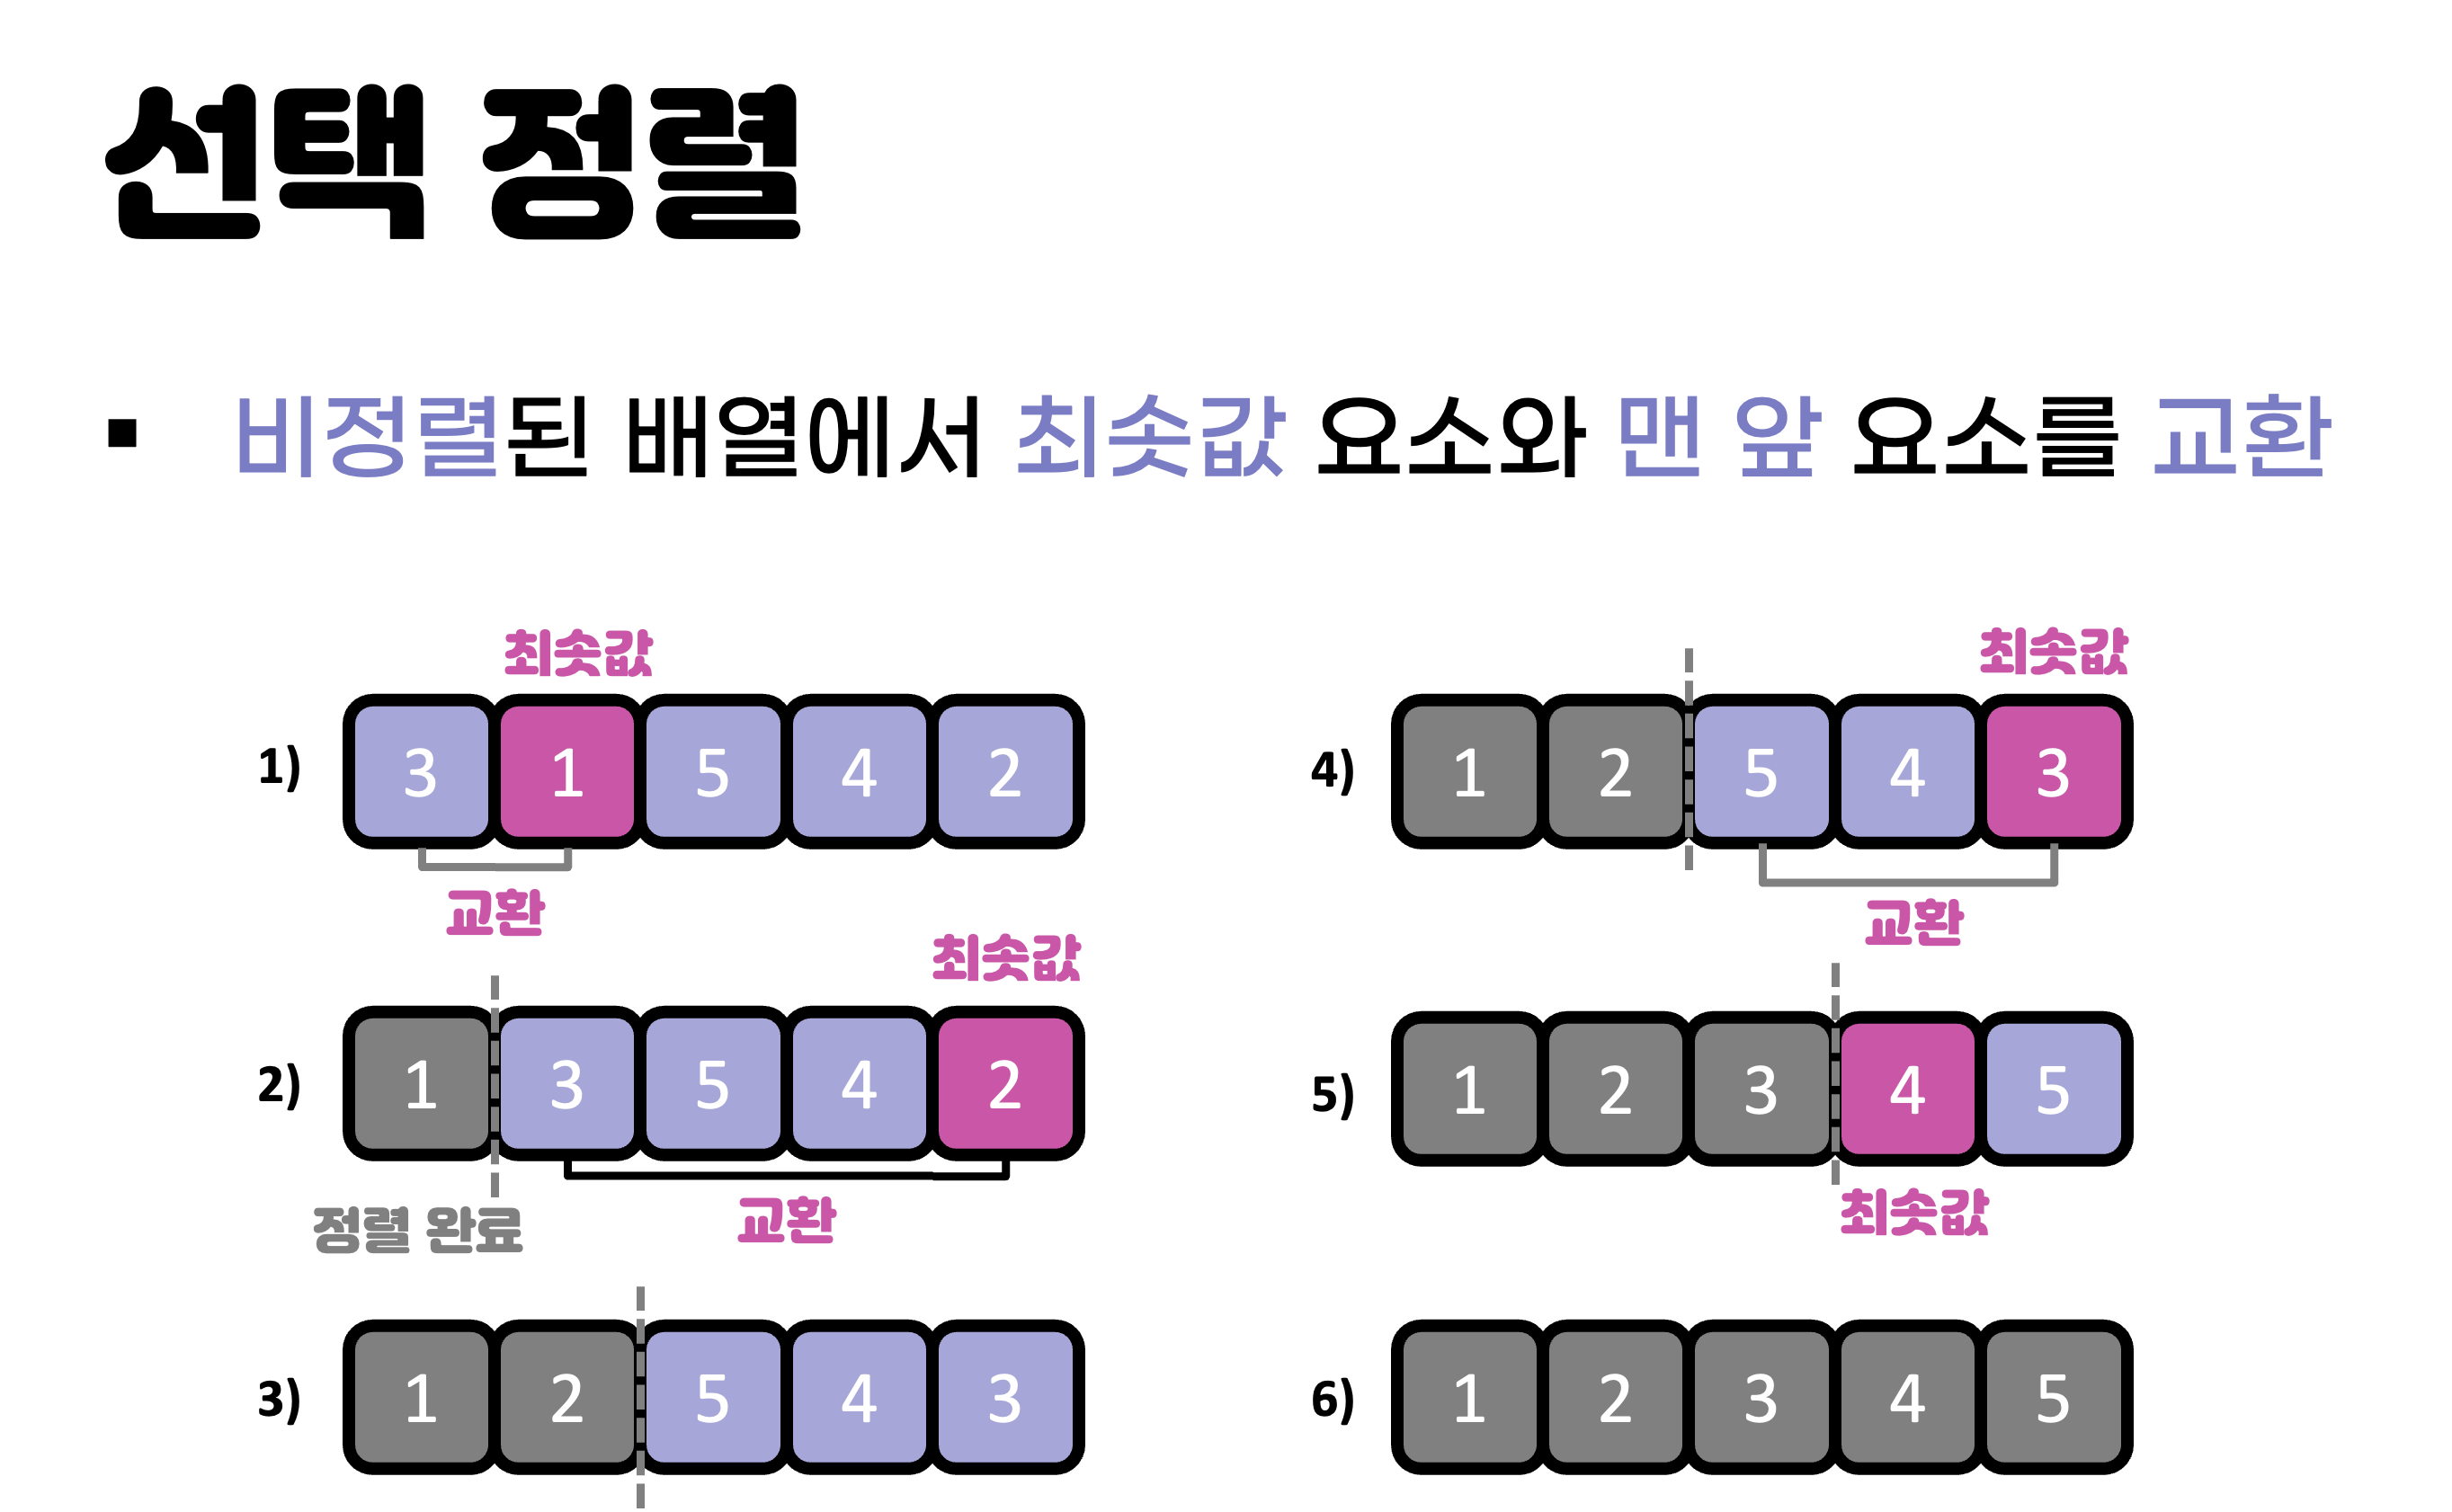 선택 정렬
▪ 비정렬된 배열에서 최솟값 요소와 맨 앞 요소를 교환
최솟값
1) 3 1 5 4 2
교환
최솟값
2) 1 3 5 4 2
정렬 완료
교환
3) 1 2 5 4 3
최솟값
4) 1 2 5 4 3
교환
5) 1 2 3 4 5
최솟값
6) 1 2 3 4 5